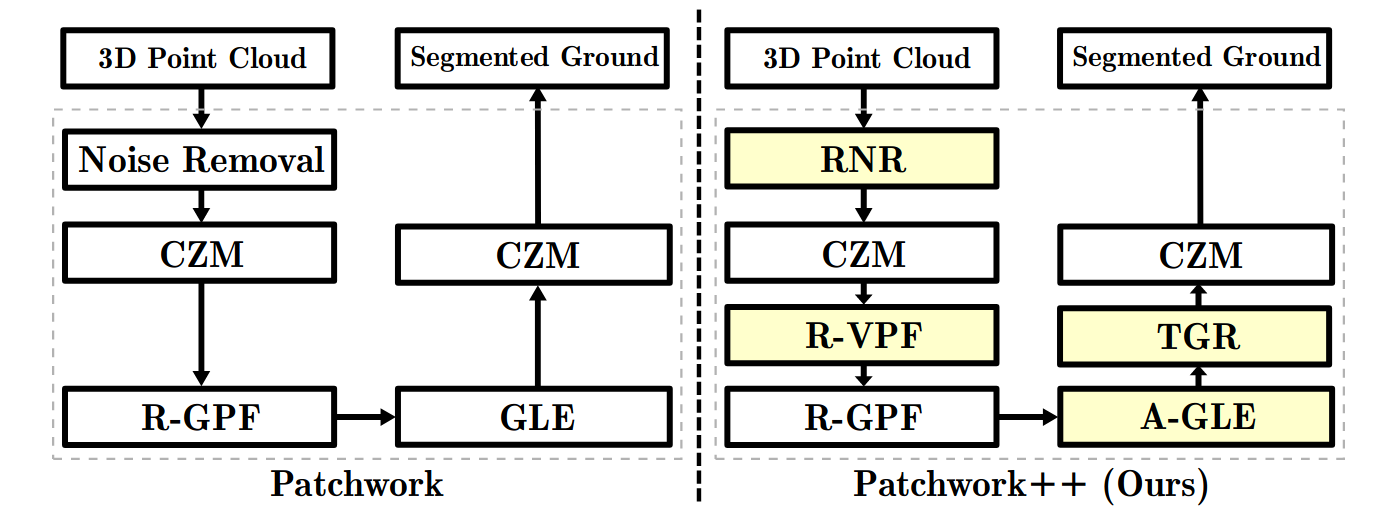 3D Point Cloud
Noise Removal
CZM
R-GPF
Segmented Ground
CZM
GLE
Patchwork
3D Point Cloud
RNR
CZM
R-VPF
R-GPF
Segmented Ground
CZM
TGR
A-GLE
Patchwork++ (Ours)